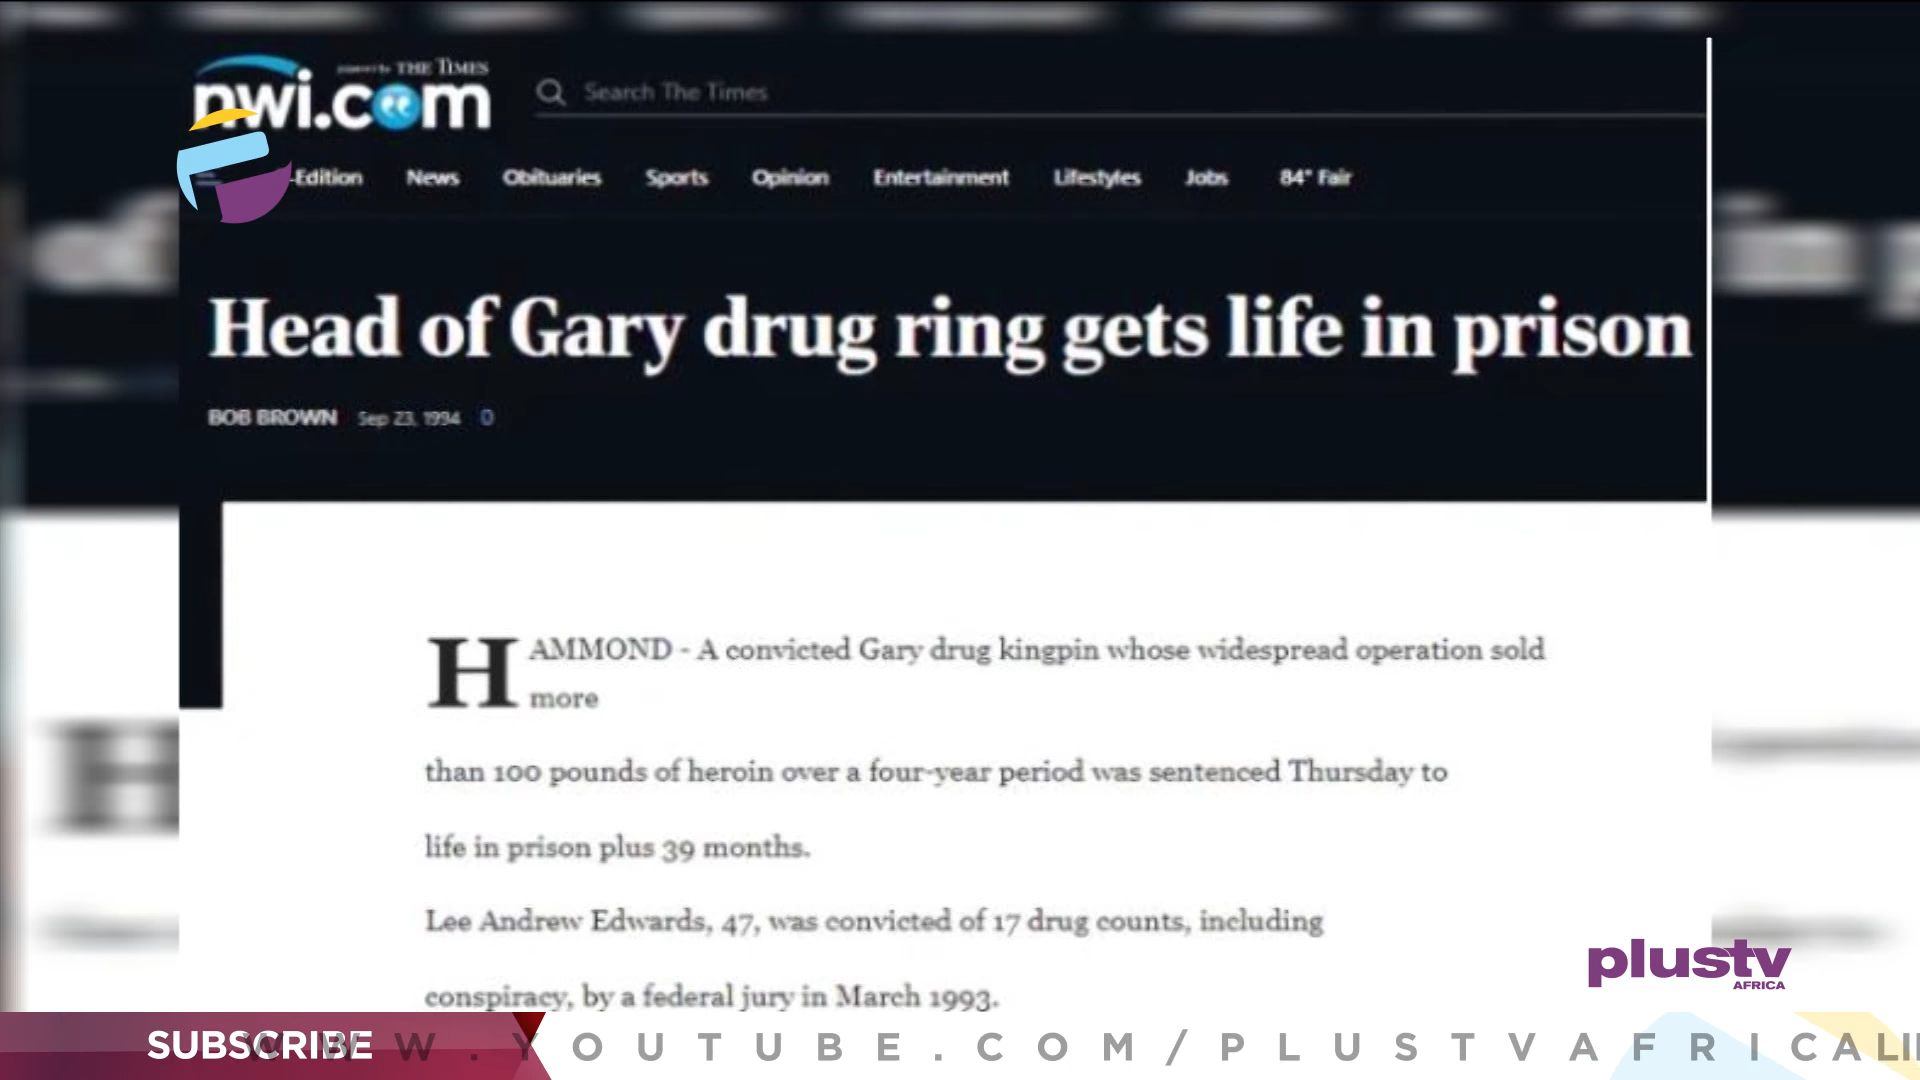 THE TIMES
nwi.com
Search The Times
-Edition News Obituaries Sports Opinion Entertainment Lifestyles Jobs 84° Fair
Head of Gary drug ring gets life in prison
BOB BROWN Sep 23, 1994 0
HAMMOND - A convicted Gary drug kingpin whose widespread operation sold
more
than 100 pounds of heroin over a four-year period was sentenced Thursday to
life in prison plus 39 months.
Lee Andrew Edwards, 47, was convicted of 17 drug counts, including
conspiracy, by a federal jury in March 1993.
plustv
AFRICA
SUBSCRIBE WWW.YOUTUBE.COM/PLUSTVAFRICALI